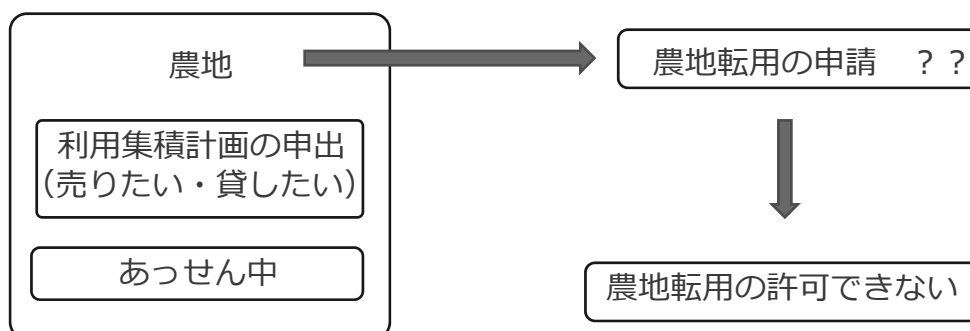 農地
利用集積計画の申出
(売りたい・貸したい)
あっせん中
農地転用の申請　？？
農地転用の許可できない